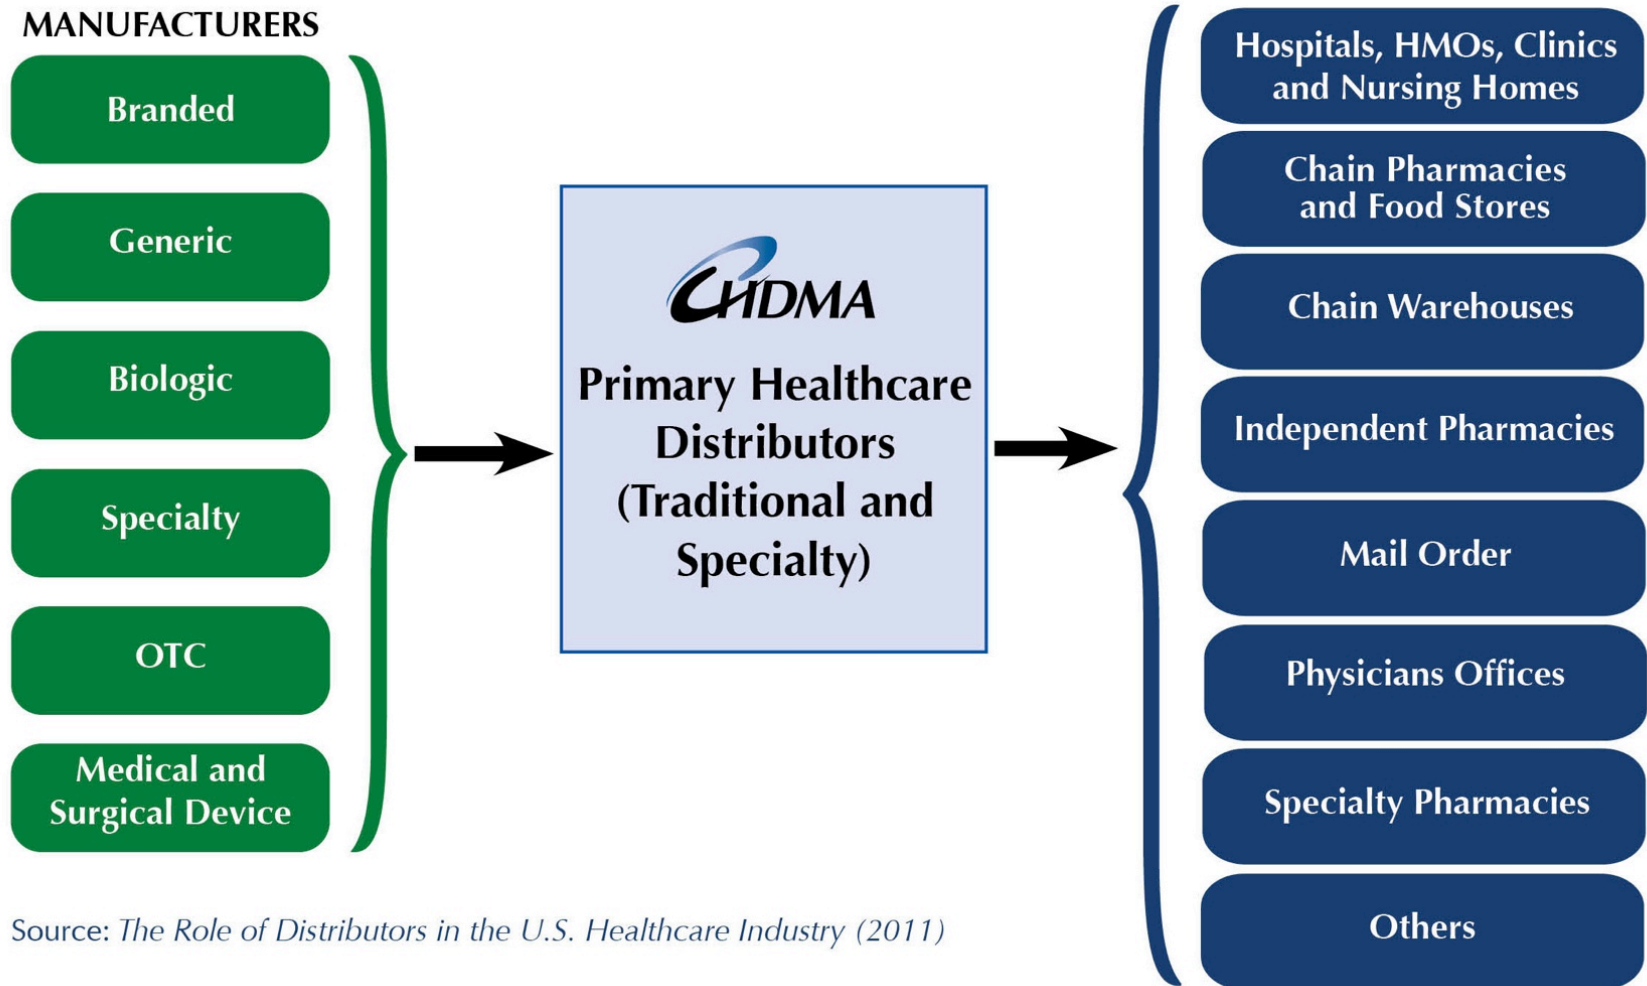 MANUFACTURERS
Branded
Generic
Biologic
Specialty
OTC
Medical and
Surgical Device
HDMA
Primary Healthcare
Distributors
(Traditional and
Specialty)
Hospitals, HMOs, Clinics
and Nursing Homes
Chain Pharmacies
and Food Stores
Chain Warehouses
Independent Pharmacies
Mail Order
Physicians Offices
Specialty Pharmacies
Others
Source: The Role of Distributors in the U.S. Healthcare Industry (2011)